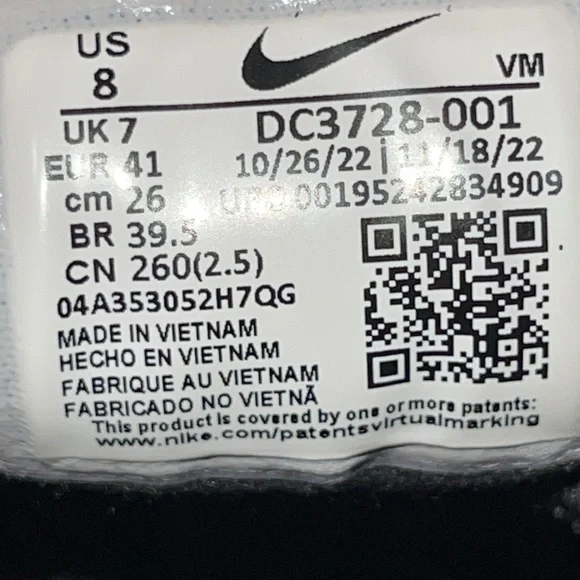 US
8
VM
UK 7
DC3728-001
EUR 41
10/26/22 | 11/18/22
cm 26
UPC 00195242834909
BR 39.5
CN 260(2.5)
04A353052H7QG
MADE IN VIETNAM
HECHO EN VIETNAM
FABRIQUE AU VIETNAM
FABRICADO NO VIETNÃ
This product is covered by one or more patents:
www.nike.com/patentsvirtualmarking